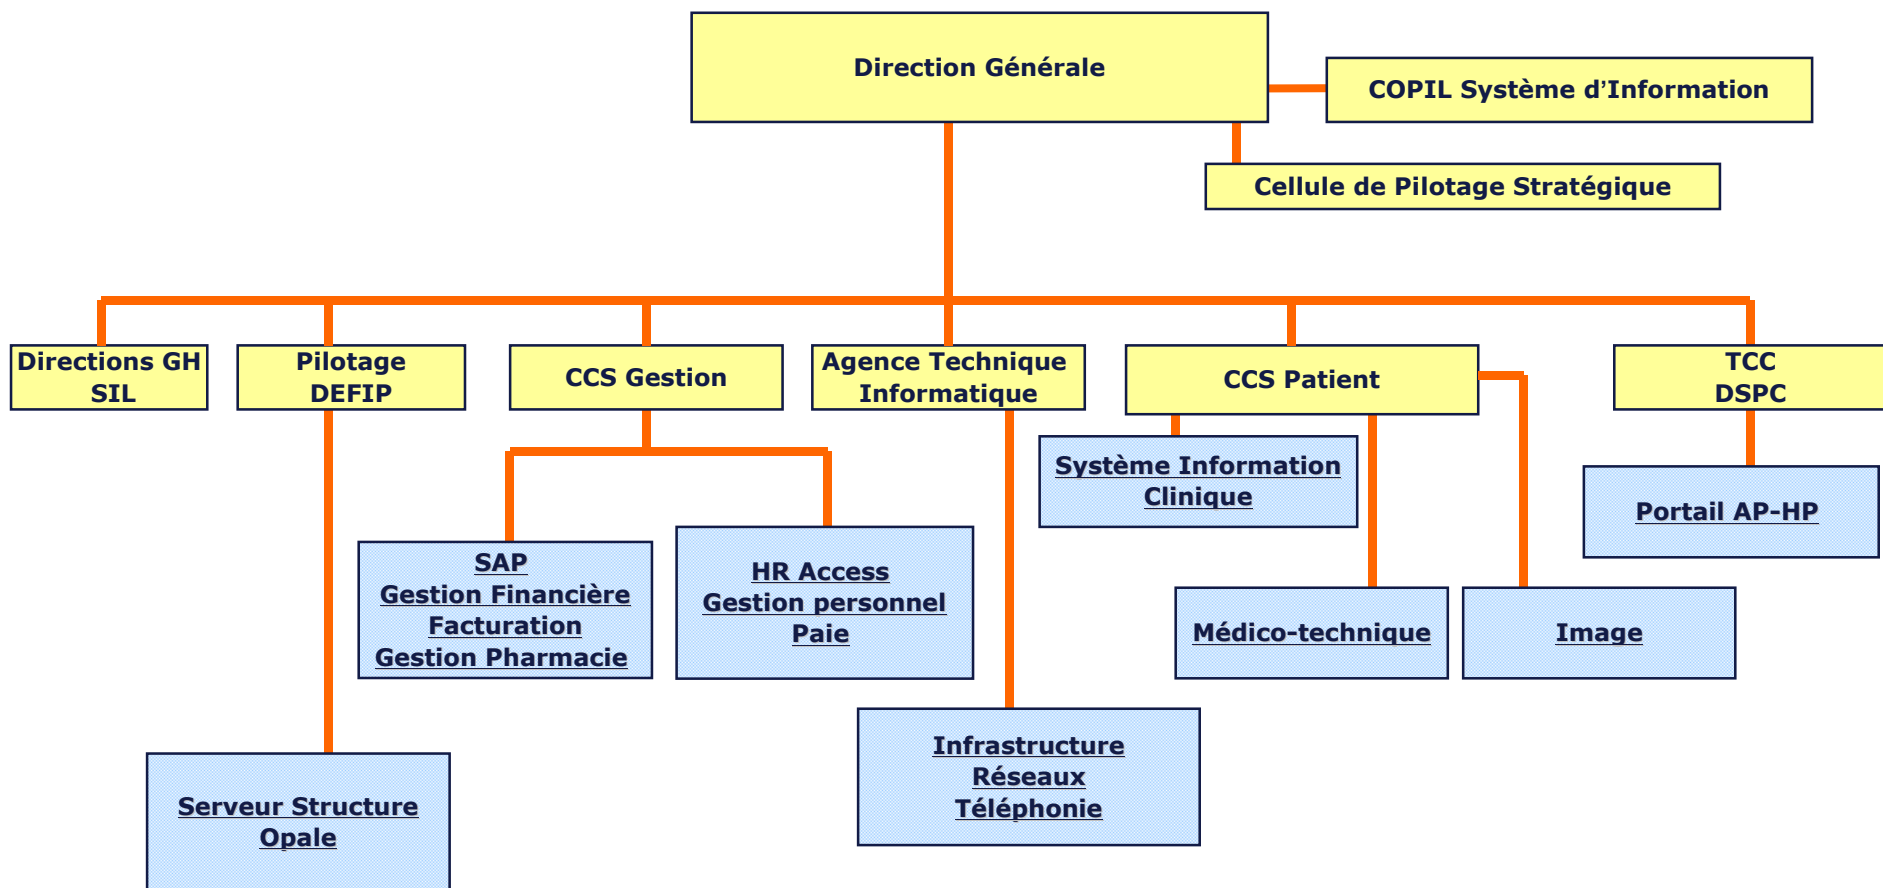 Direction Générale
COPIL Système d'Information
Cellule de Pilotage Stratégique
Directions GH
SIL
Pilotage
DEFIP
CCS Gestion
Agence Technique
Informatique
CCS Patient
TCC
DSPC
Système Information
Clinique
Portail AP-HP
SAP
Gestion Financière
Facturation
Gestion Pharmacie
HR Access
Gestion personnel
Paie
Médico-technique
Image
Infrastructure
Réseaux
Téléphonie
Serveur Structure
Opale